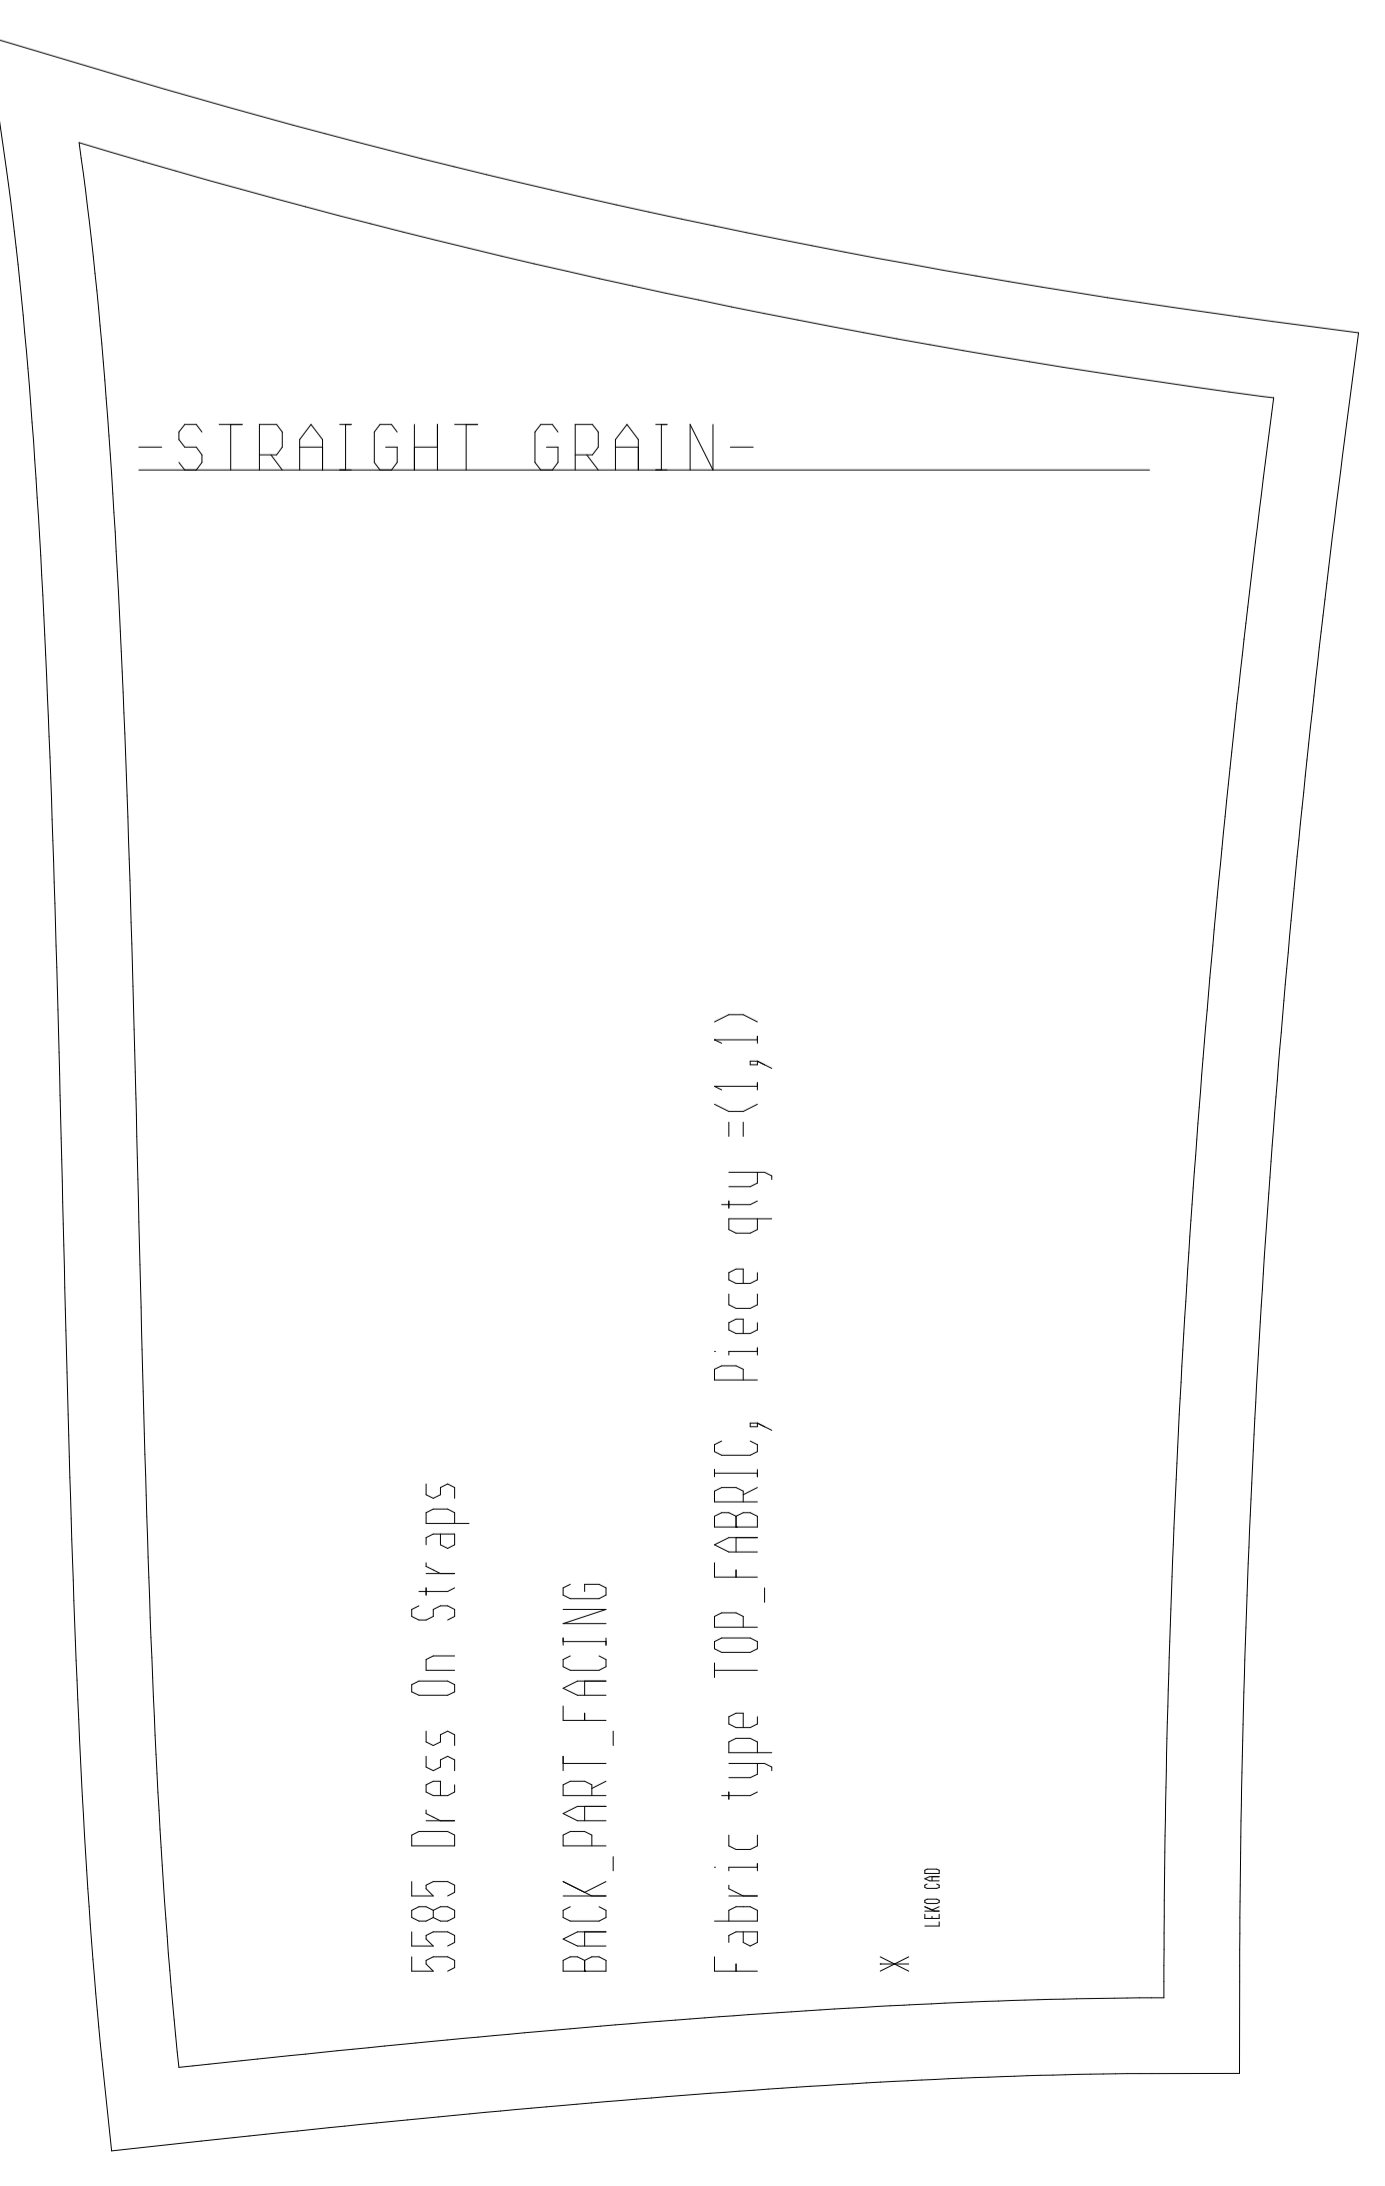 -STRAIGHT GRAIN-
5585 Dress On Straps
BACK_PART_FACING
Fabric type TOP_FABRIC, Piece qty =(1,1)
*
LEKO CAD